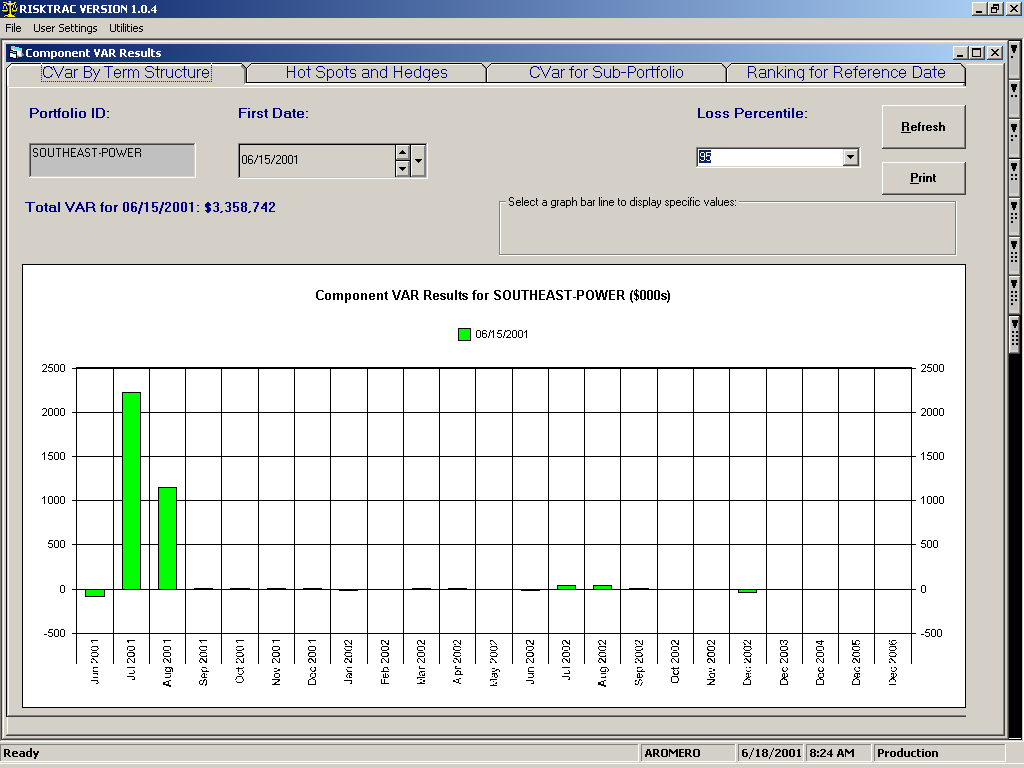 RISKTRAC VERSION 1.0.4
File User Settings Utilities
Component VAR Results
CVar By Term Structure Hot Spots and Hedges CVar for Sub-Portfolio Ranking for Reference Date
Portfolio ID: First Date: Loss Percentile:
Refresh
SOUTHEAST-POWER 06/15/2001 95
Print
Total VAR for 06/15/2001: $3,358,742
Select a graph bar line to display specific values:
Component VAR Results for SOUTHEAST-POWER ($000s)
06/15/2001
2500 2500
2000 2000
1500 1500
1000 1000
500 500
0 0
-500 -500
Jun 2001 Jul 2001 Aug 2001 Sep 2001 Oct 2001 Nov 2001 Dec 2001 Jan 2002 Feb 2002 Mar 2002 Apr 2002 May 2002 Jun 2002 Jul 2002 Aug 2002 Sep 2002 Oct 2002 Nov 2002 Dec 2002 Dec 2003 Dec 2004 Dec 2005 Dec 2006
Ready AROMERO 6/18/2001 8:24 AM Production